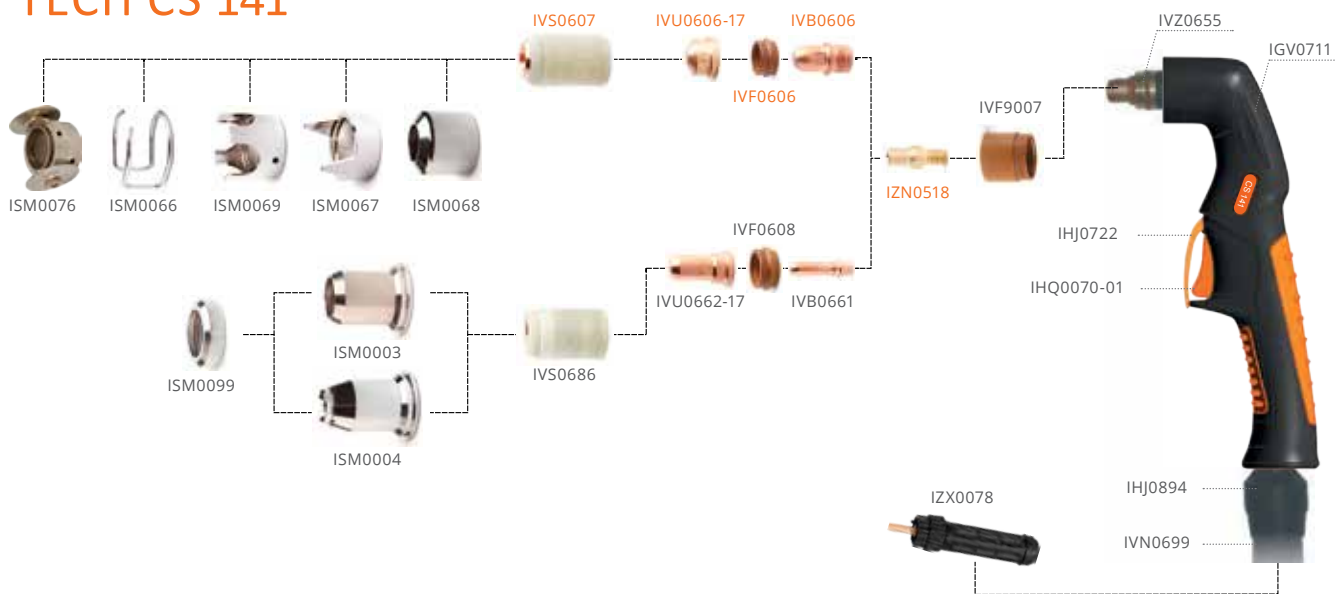 TECH CS 141
IVS0607
IVU0606-17
IVB0606
IVZ0655
IGV0711
IVF0606
IVF9007
ISM0076
ISM0066
ISM0069
ISM0067
ISM0068
IZN0518
CS 141
IVF0608
IHJ0722
IVU0662-17
IVB0661
IHQ0070-01
ISM0003
ISM0099
IVS0686
ISM0004
IZX0078
IHJ0894
IVN0699